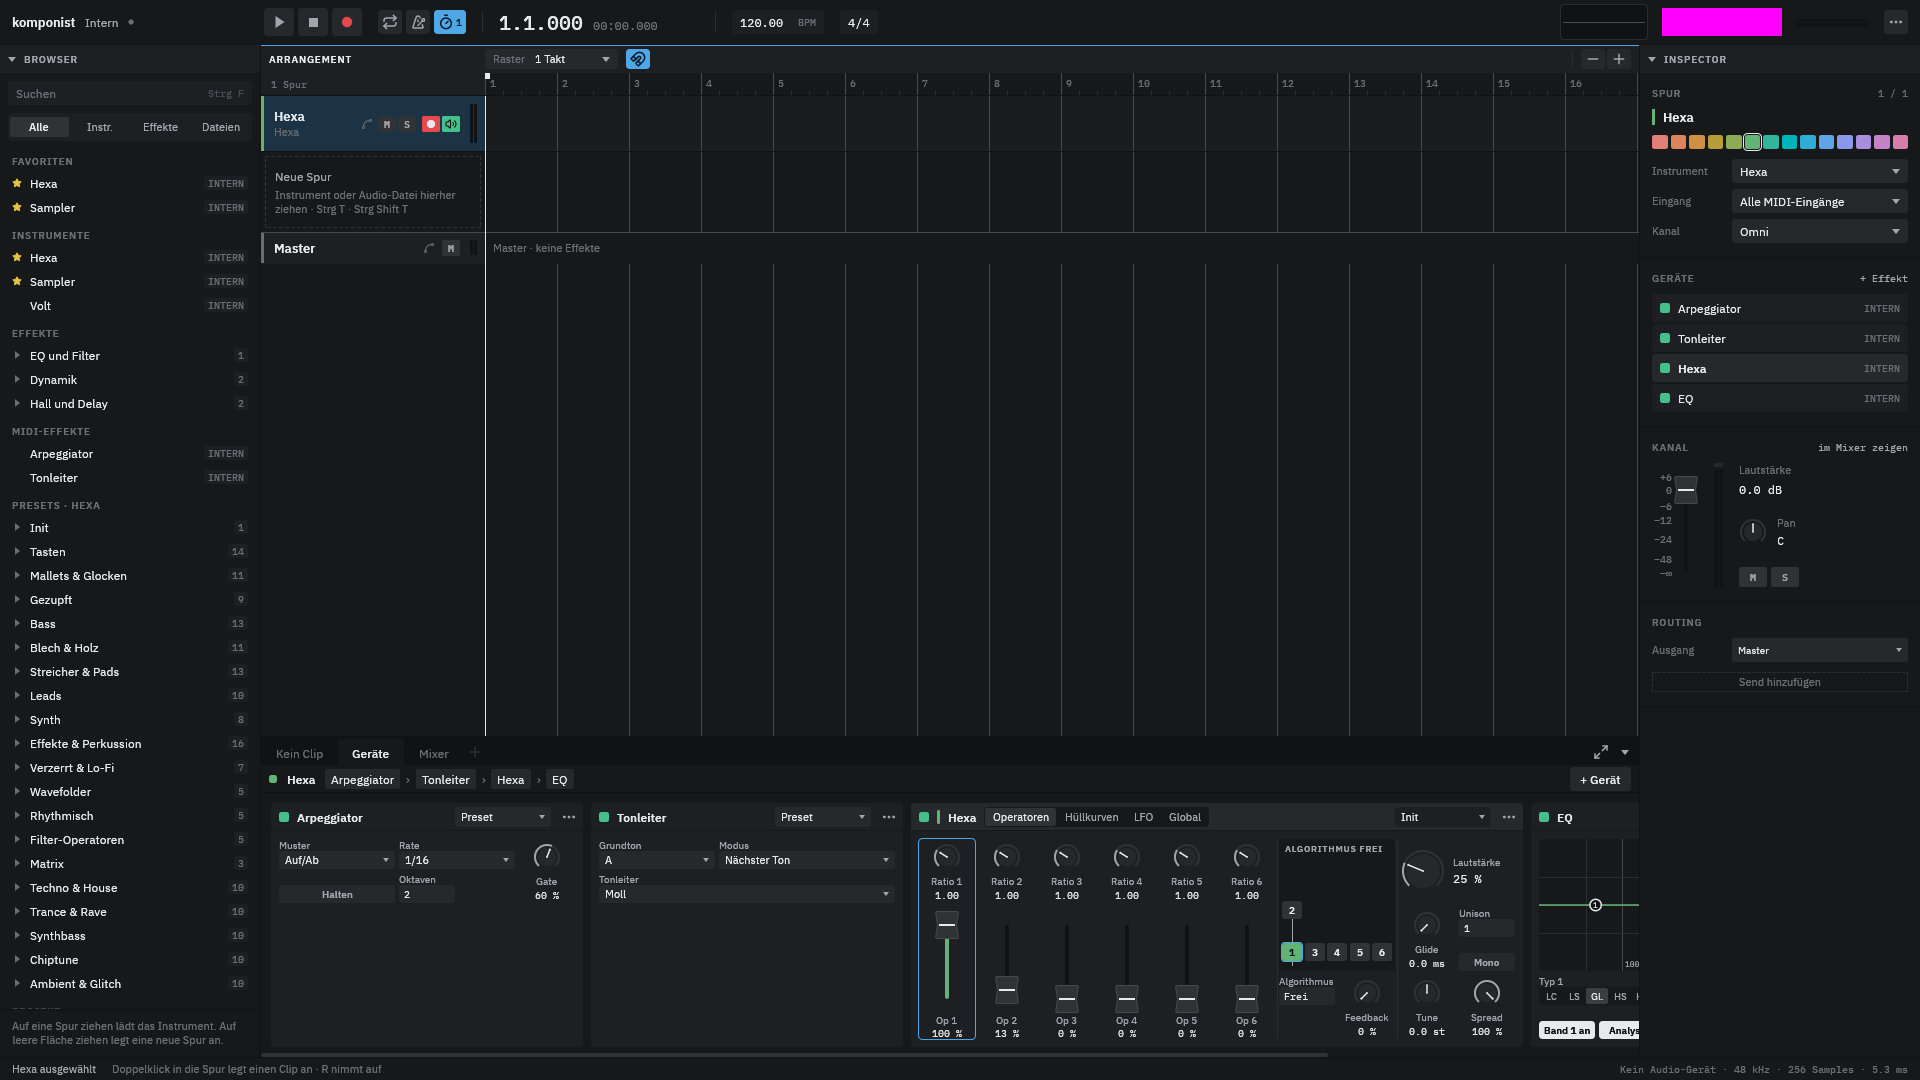 komponist Intern
1
1.1.000 00:00.000
120.00 BPM
4/4
BROWSER
Suchen Strg F
Alle Instr. Effekte Dateien
FAVORITEN
Hexa INTERN
Sampler INTERN
INSTRUMENTE
Hexa INTERN
Sampler INTERN
Volt INTERN
EFFEKTE
EQ und Filter 1
Dynamik 2
Hall und Delay 2
MIDI-EFFEKTE
Arpeggiator INTERN
Tonleiter INTERN
PRESETS · HEXA
Init 1
Tasten 14
Mallets & Glocken 11
Gezupft 9
Bass 13
Blech & Holz 11
Streicher & Pads 13
Leads 10
Synth 8
Effekte & Perkussion 16
Verzerrt & Lo-Fi 7
Wavefolder 5
Rhythmisch 5
Filter-Operatoren 5
Matrix 3
Techno & House 10
Trance & Rave 10
Synthbass 10
Chiptune 10
Ambient & Glitch 10
Auf eine Spur ziehen lädt das Instrument. Auf
leere Fläche ziehen legt eine neue Spur an.
ARRANGEMENT
Raster 1 Takt
1 Spur
1 2 3 4 5 6 7 8 9 10 11 12 13 14 15 16
Hexa
Hexa
M S
Neue Spur
Instrument oder Audio-Datei hierher
ziehen · Strg T · Strg Shift T
Master M
Master · keine Effekte
Kein Clip Geräte Mixer
Hexa Arpeggiator › Tonleiter › Hexa › EQ
+ Gerät
Arpeggiator Preset
Muster Rate
Auf/Ab 1/16
Oktaven
Halten 2
Gate
60 %
Tonleiter Preset
Grundton Modus
A Nächster Ton
Tonleiter
Moll
Hexa Operatoren Hüllkurven LFO Global Init
Ratio 1 Ratio 2 Ratio 3 Ratio 4 Ratio 5 Ratio 6
1.00 1.00 1.00 1.00 1.00 1.00
Op 1 Op 2 Op 3 Op 4 Op 5 Op 6
100 % 13 % 0 % 0 % 0 % 0 %
ALGORITHMUS FREI
2
1 3 4 5 6
Algorithmus
Frei
Feedback
0 %
Lautstärke
25 %
Unison
1
Glide
0.0 ms
Mono
Tune
0.0 st
Spread
100 %
EQ
1
100
Typ 1
LC LS GL HS
Band 1 an Analys
INSPECTOR
SPUR 1 / 1
Hexa
Instrument Hexa
Eingang Alle MIDI-Eingänge
Kanal Omni
GERÄTE + Effekt
Arpeggiator INTERN
Tonleiter INTERN
Hexa INTERN
EQ INTERN
KANAL im Mixer zeigen
+6
0
−6
−12
−24
−48
−∞
Lautstärke
0.0 dB
Pan
C
M S
ROUTING
Ausgang Master
Send hinzufügen
Hexa ausgewählt Doppelklick in die Spur legt einen Clip an · R nimmt auf
Kein Audio-Gerät · 48 kHz · 256 Samples · 5.3 ms